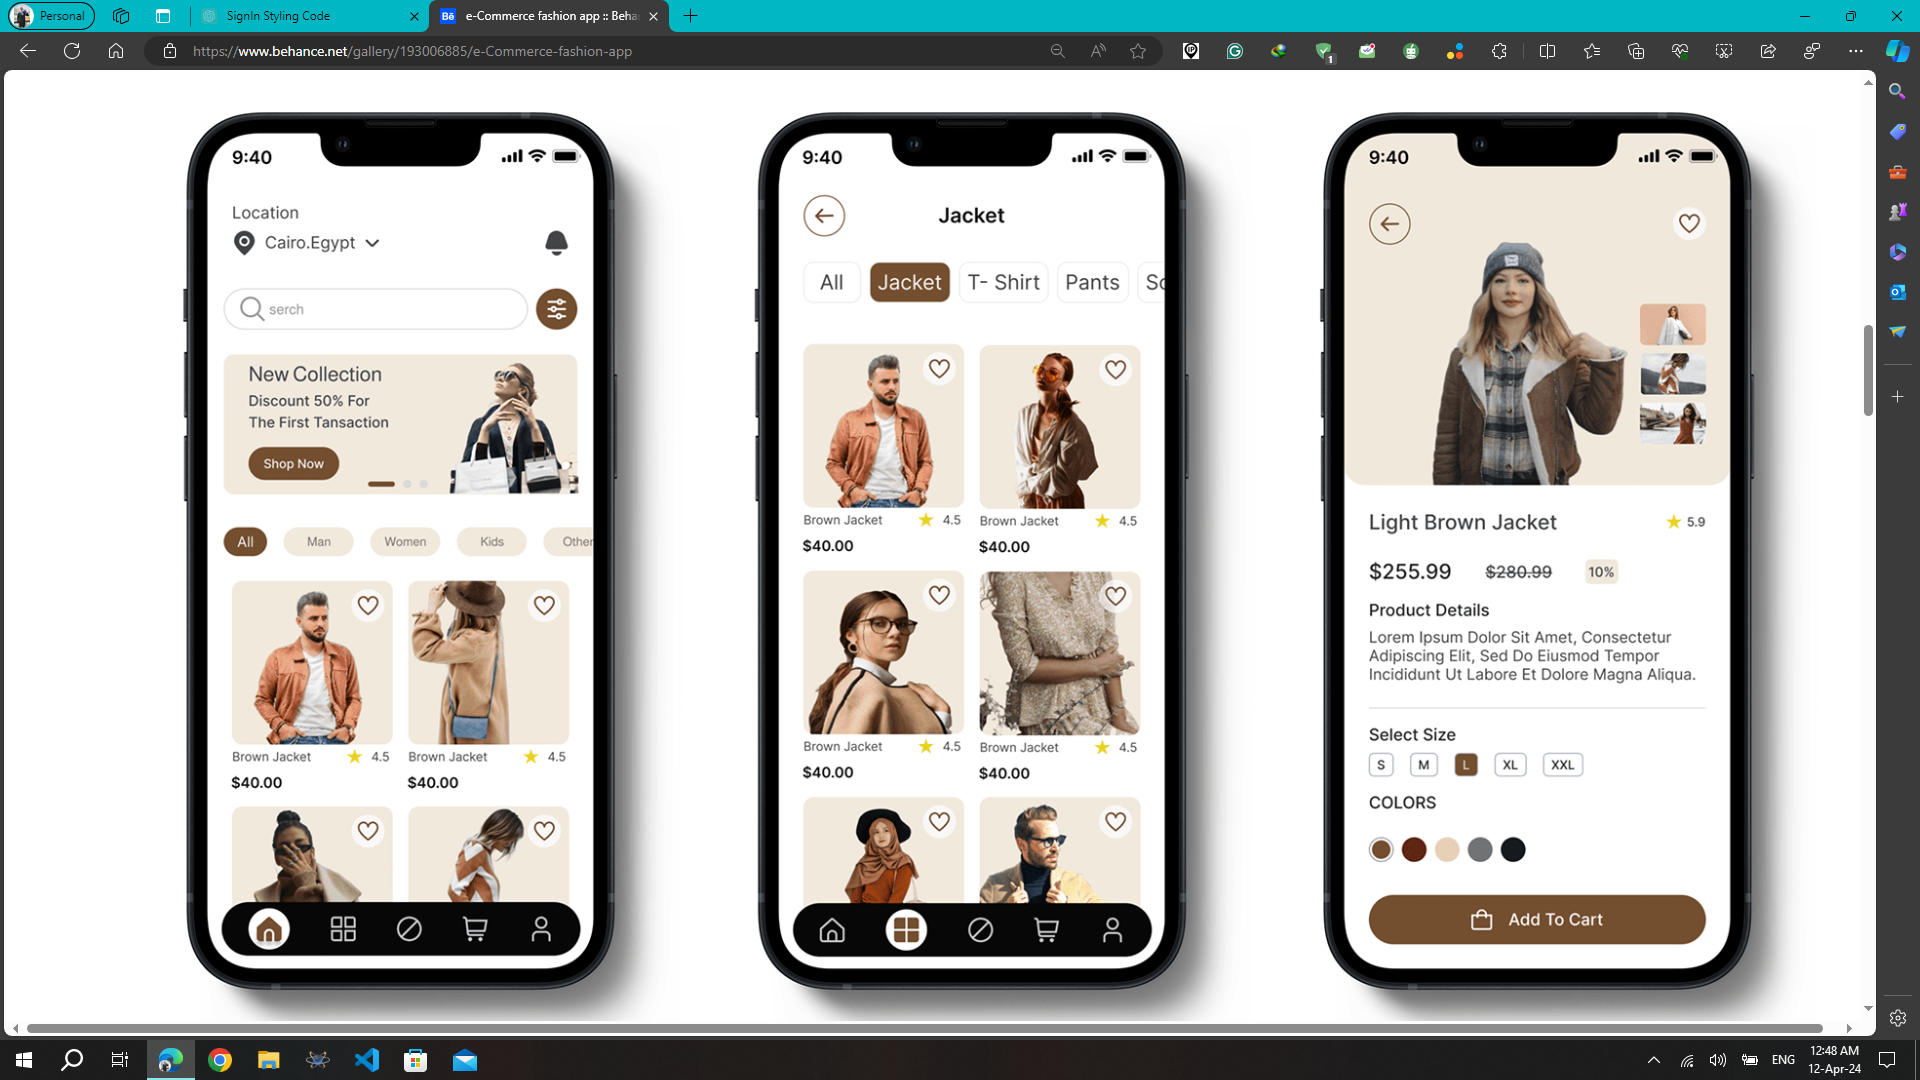 Personal
SignIn Styling Code
e-Commerce fashion app :: Beha
https://www.behance.net/gallery/193006885/e-Commerce-fashion-app
1
9:40
Location
Cairo.Egypt
serch
New Collection
Discount 50% For
The First Tansaction
Shop Now
All Man Women Kids Other
Brown Jacket 4.5
$40.00
Brown Jacket 4.5
$40.00
9:40
Jacket
All Jacket T- Shirt Pants Sc
Brown Jacket 4.5
$40.00
Brown Jacket 4.5
$40.00
Brown Jacket 4.5
$40.00
Brown Jacket 4.5
$40.00
9:40
Light Brown Jacket 5.9
$255.99 $280.99 10%
Product Details
Lorem Ipsum Dolor Sit Amet, Consectetur
Adipiscing Elit, Sed Do Eiusmod Tempor
Incididunt Ut Labore Et Dolore Magna Aliqua.
Select Size
S M L XL XXL
COLORS
Add To Cart
ENG
12:48 AM
12-Apr-24